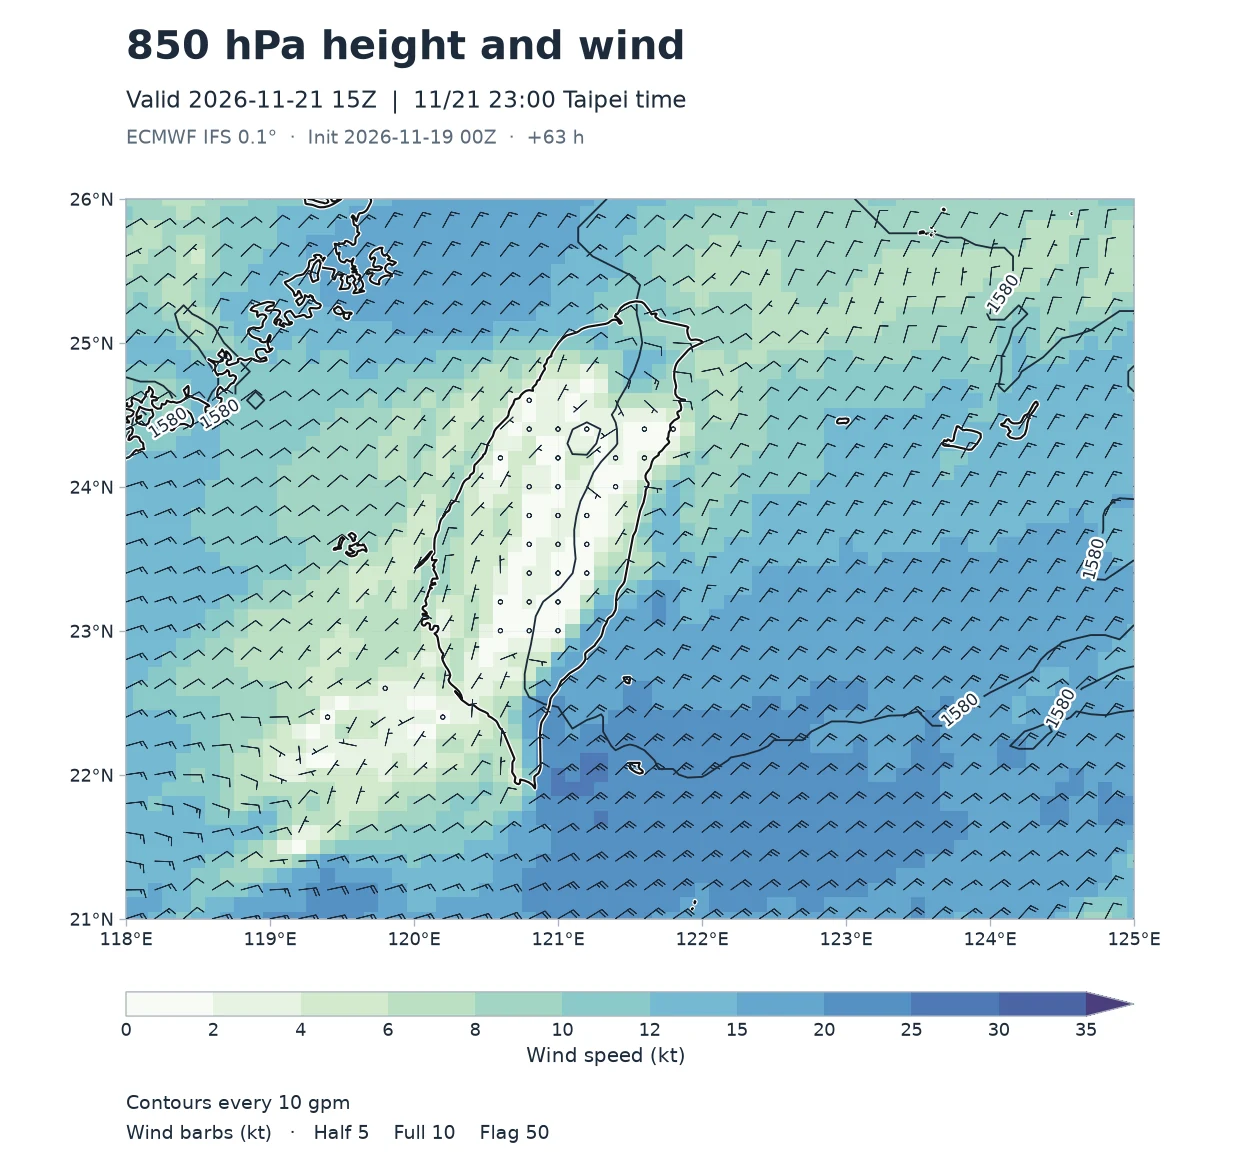 850 hPa height and wind
Valid 2026-11-21 15Z | 11/21 23:00 Taipei time
ECMWF IFS 0.1° · Init 2026-11-19 00Z · +63 h
26°N
25°N
24°N
23°N
22°N
21°N
1580
1580
1580
1580
1580
1580
118°E 119°E 120°E 121°E 122°E 123°E 124°E 125°E
0 2 4 6 8 10 12 15 20 25 30 35
Wind speed (kt)
Contours every 10 gpm
Wind barbs (kt) · Half 5 Full 10 Flag 50